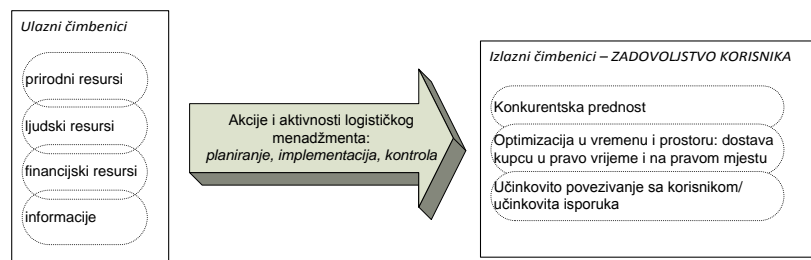 Ulazni čimbenici
prirodni resursi
ljudski resursi
financijski resursi
informacije
Akcije i aktivnosti logističkog
menadžmenta:
planiranje, implementacija, kontrola
Izlazni čimbenici – ZADOVOLJSTVO KORISNIKA
Konkurentska prednost
Optimizacija u vremenu i prostoru: dostava
kupcu u pravo vrijeme i na pravom mjestu
Učinkovito povezivanje sa korisnikom/
učinkovita isporuka